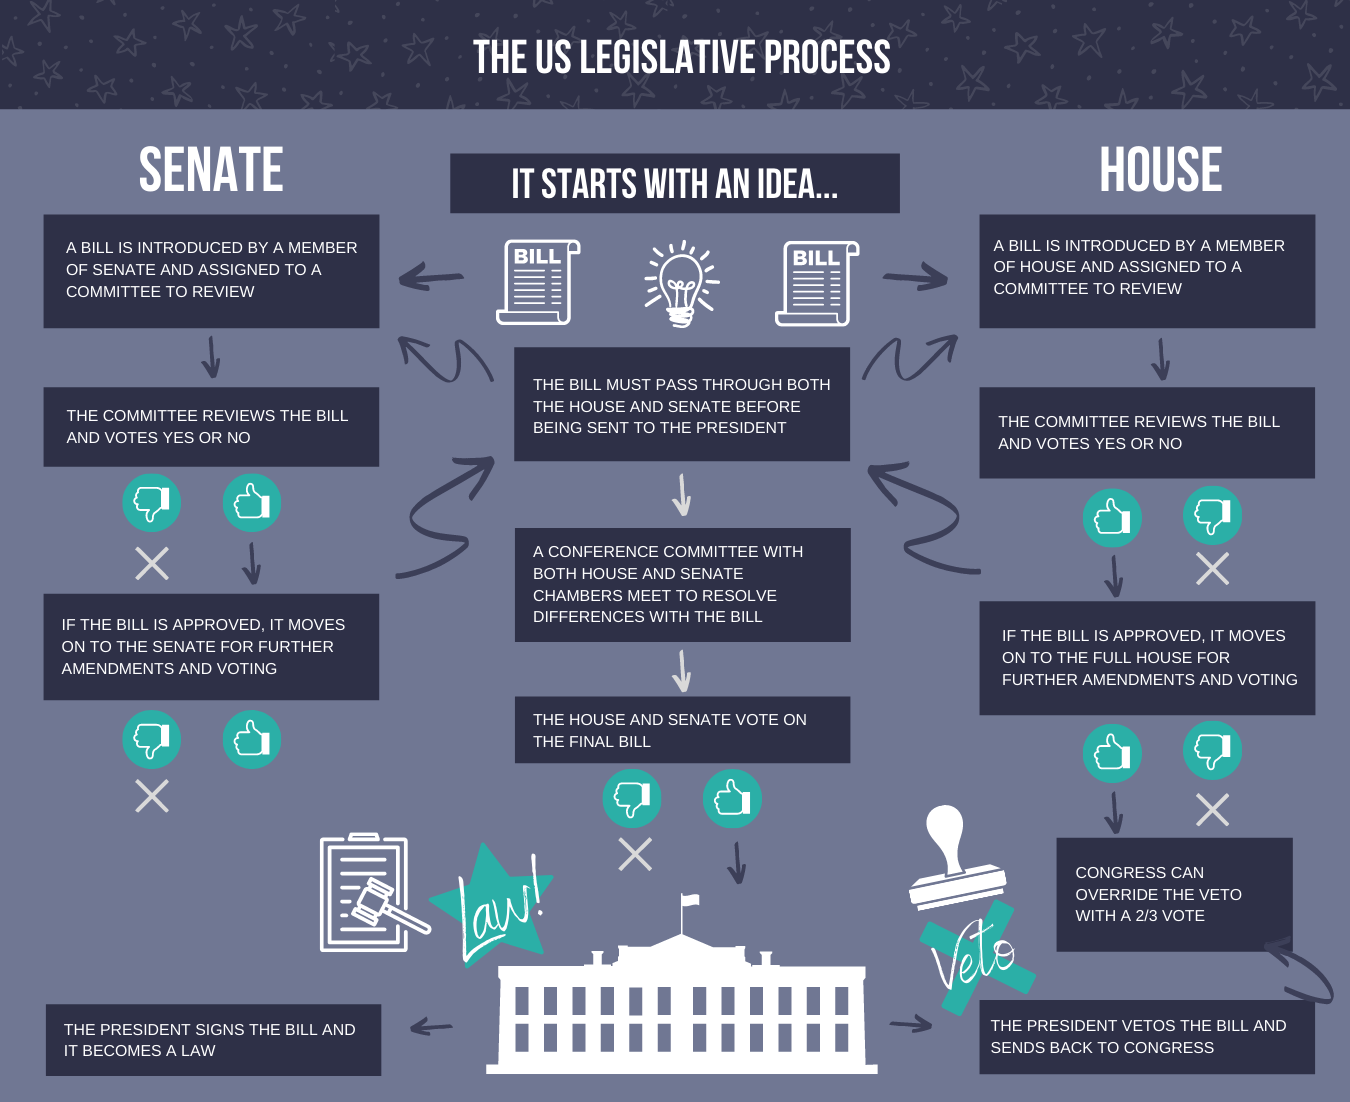 THE US LEGISLATIVE PROCESS
SENATE
A BILL IS INTRODUCED BY A MEMBER
OF SENATE AND ASSIGNED TO A
COMMITTEE TO REVIEW
THE COMMITTEE REVIEWS THE BILL
AND VOTES YES OR NO
IF THE BILL IS APPROVED, IT MOVES
ON TO THE SENATE FOR FURTHER
AMENDMENTS AND VOTING
IT STARTS WITH AN IDEA...
BILL
BILL
THE BILL MUST PASS THROUGH BOTH
THE HOUSE AND SENATE BEFORE
BEING SENT TO THE PRESIDENT
A CONFERENCE COMMITTEE WITH
BOTH HOUSE AND SENATE
CHAMBERS MEET TO RESOLVE
DIFFERENCES WITH THE BILL
THE HOUSE AND SENATE VOTE ON
THE FINAL BILL
HOUSE
A BILL IS INTRODUCED BY A MEMBER
OF HOUSE AND ASSIGNED TO A
COMMITTEE TO REVIEW
THE COMMITTEE REVIEWS THE BILL
AND VOTES YES OR NO
IF THE BILL IS APPROVED, IT MOVES
ON TO THE FULL HOUSE FOR
FURTHER AMENDMENTS AND VOTING
CONGRESS CAN
OVERRIDE THE VETO
WITH A 2/3 VOTE
Law!
Veto
THE PRESIDENT SIGNS THE BILL AND
IT BECOMES A LAW
THE PRESIDENT VETOS THE BILL AND
SENDS BACK TO CONGRESS